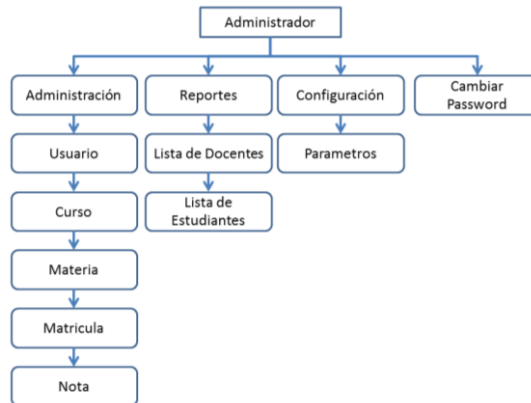 Administrador
Administración
Reportes
Configuración
Cambiar
Password
Usuario
Lista de Docentes
Parametros
Curso
Lista de
Estudiantes
Materia
Matricula
Nota